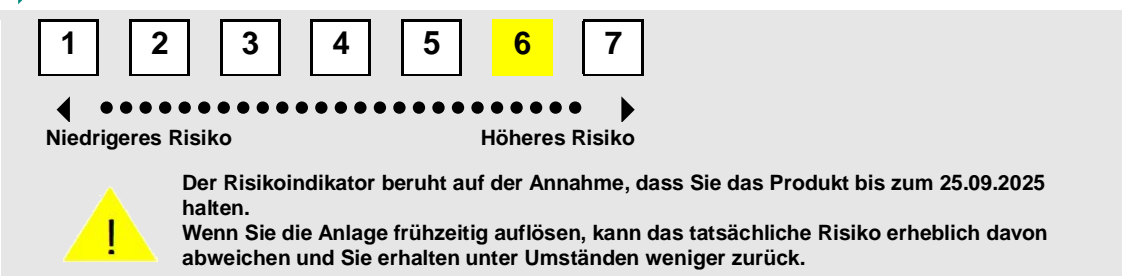 1 2 3 4 5 6 7
Niedrigeres Risiko Höheres Risiko
Der Risikoindikator beruht auf der Annahme, dass Sie das Produkt bis zum 25.09.2025
halten.
Wenn Sie die Anlage frühzeitig auflösen, kann das tatsächliche Risiko erheblich davon
abweichen und Sie erhalten unter Umständen weniger zurück.
!